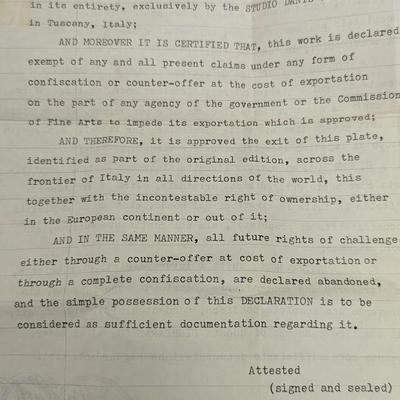 in its entirety, exclusively by the STUDIO
in Tuscany, Italy;
AND MOREOVER IT IS CERTIFIED THAT, this work is declared
exempt of any and all present claims under any form of
confiscation or counter-offer at the cost of exportation
on the part of any agency of the government or the Commission
of Fine Arts to impede its exportation which is approved;
AND THEREFORE, it is approved the exit of this plate,
identified as part of the original edition, across the
frontier of Italy in all directions of the world, this
together with the incontestable right of ownership, either
in the European continent or out of it;
AND IN THE SAME MANNER, all future rights of challenge
either through a counter-offer at cost of exportation or
through a complete confiscation, are declared abandoned,
and the simple possession of this DECLARATION is to be
considered as sufficient documentation regarding it.
Attested
(signed and sealed)